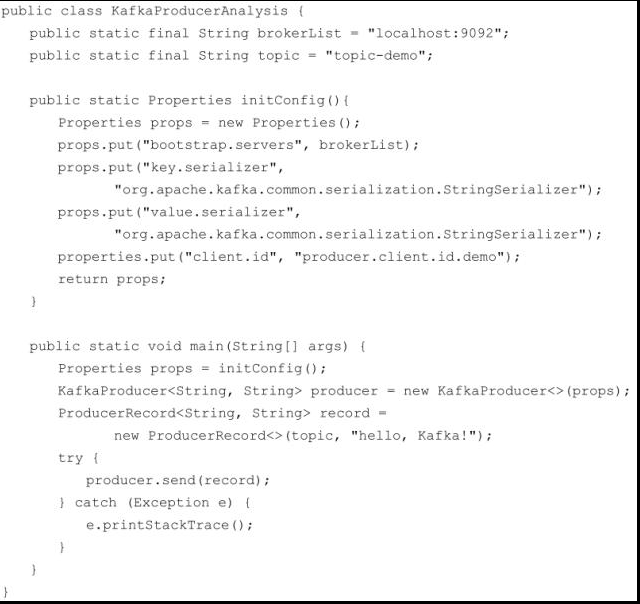 public class KafkaProducerAnalysis {
public static final String brokerList = "localhost:9092";
public static final String topic = "topic-demo";
public static Properties initConfig(){
Properties props = new Properties();
props.put("bootstrap.servers", brokerList);
props.put("key.serializer",
"org.apache.kafka.common.serialization.StringSerializer");
props.put("value.serializer",
"org.apache.kafka.common.serialization.StringSerializer");
properties.put("client.id", "producer.client.id.demo");
return props;
}
public static void main(String[] args) {
Properties props = initConfig();
KafkaProducer<String, String> producer = new KafkaProducer<>(props);
ProducerRecord<String, String> record =
new ProducerRecord<>(topic, "hello, Kafka!");
try {
producer.send(record);
} catch (Exception e) {
e.printStackTrace();
}
}
}